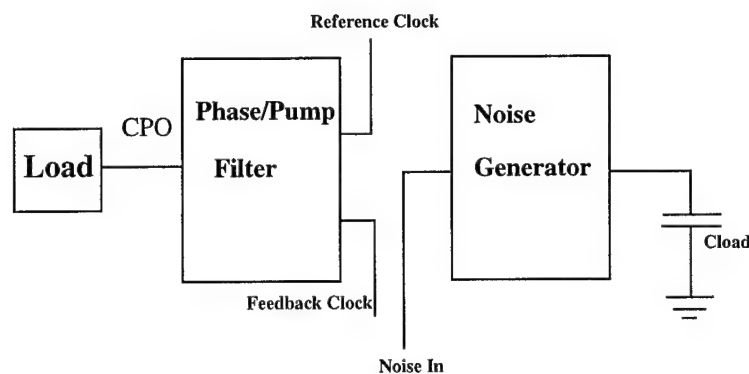 Reference Clock
CPO
Phase/Pump
Filter
Load
Noise
Generator
Cload
Feedback Clock
Noise In